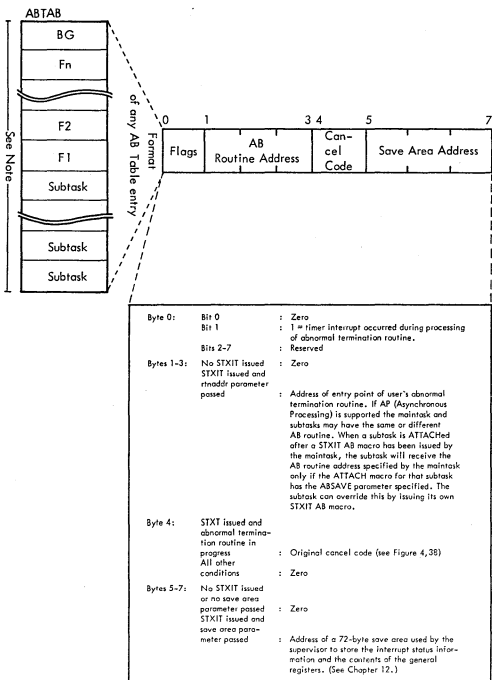 ABTAB
BG
Fn
F2
F1
Subtask
Subtask
Subtask
See Note
Format
of any AB Table entry
0 1 3 4 5 7
Flags
AB
Routine Address
Can-
cel
Code
Save Area Address
Byte 0: Bit 0 : Zero
Bit 1 : 1 = timer interrupt occurred during processing
of abnormal termination routine.
Bits 2-7 : Reserved
Bytes 1-3: No STXIT issued : Zero
STXIT issued and
rtnaddr parameter
passed : Address of entry point of user's abnormal
termination routine. If AP (Asynchronous
Processing) is supported the maintask and
subtasks may have the same or different
AB routine. When a subtask is ATTACHed
after a STXIT AB macro has been issued by
the maintask, the subtask will receive the
AB routine address specified by the maintask
only if the ATTACH macro for that subtask
has the ABSAVE parameter specified. The
subtask can override this by issuing its own
STXIT AB macro.
Byte 4: STXT issued and
abnormal termina-
tion routine in
progress : Original cancel code (see Figure 4,38)
All other
conditions : Zero
Bytes 5-7: No STXIT issued
or no save area
parameter passed : Zero
STXIT issued and
save area para-
meter passed : Address of a 72-byte save area used by the
supervisor to store the interrupt status infor-
mation and the contents of the general
registers. (See Chapter 12.)